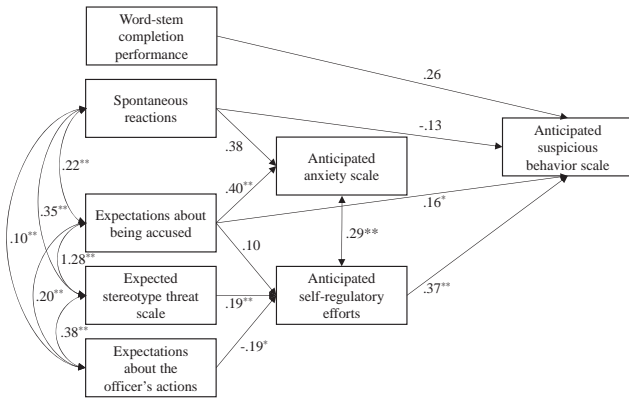 Word-stem
completion
performance
.26
Spontaneous
reactions
-.13
Anticipated
suspicious
behavior scale
.38
Anticipated
anxiety scale
.22**
.40**
.35**
Expectations about
being accused
.16*
.10**
.10
.29**
1.28**
.20**
Expected
stereotype threat
scale
.19**
Anticipated
self-regulatory
efforts
.37**
.38**
Expectations
about the
officer's actions
-.19*